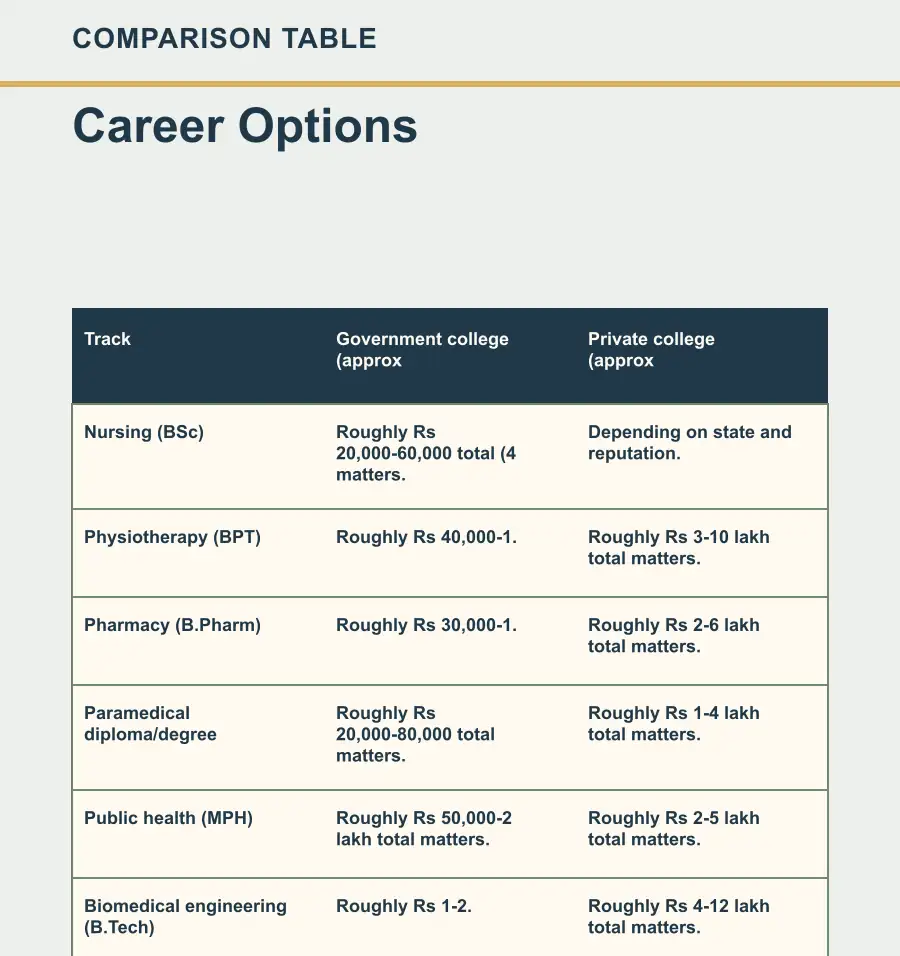 COMPARISON TABLE
Career Options
Track
Government college
(approx
Private college
(approx
Nursing (BSc)
Roughly Rs
20,000-60,000 total (4
matters.
Depending on state and
reputation.
Physiotherapy (BPT)
Roughly Rs 40,000-1.
Roughly Rs 3-10 lakh
total matters.
Pharmacy (B.Pharm)
Roughly Rs 30,000-1.
Roughly Rs 2-6 lakh
total matters.
Paramedical
diploma/degree
Roughly Rs
20,000-80,000 total
matters.
Roughly Rs 1-4 lakh
total matters.
Public health (MPH)
Roughly Rs 50,000-2
lakh total matters.
Roughly Rs 2-5 lakh
total matters.
Biomedical engineering
(B.Tech)
Roughly Rs 1-2.
Roughly Rs 4-12 lakh
total matters.